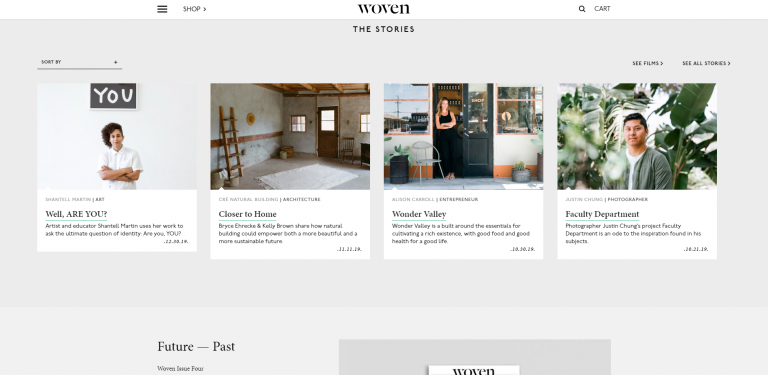 SHOP >
woven
CART
THE STORIES
SORT BY +
SEE FILMS >
SEE ALL STORIES >
YOU
SHANTELL MARTIN | ART
Well, ARE YOU?
Artist and educator Shantell Martin uses her work to
ask the ultimate question of identity: Are you, YOU?
.12.30.19.
CRE NATURAL BUILDING | ARCHITECTURE
Closer to Home
Bryce Ehrecke & Kelly Brown share how natural
building could empower both a more beautiful and a
more sustainable future.
.11.21.19.
SHOP
ALISON CARROLL | ENTREPRENEUR
Wonder Valley
Wonder Valley is a built around the essentials for
cultivating a rich existence, with good food and good
health for a good life.
.10.30.19.
JUSTIN CHUNG | PHOTOGRAPHER
Faculty Department
Photographer Justin Chung's project Faculty
Department is an ode to the inspiration found in his
subjects.
.10.21.19.
Future — Past
Woven Issue Four
woven